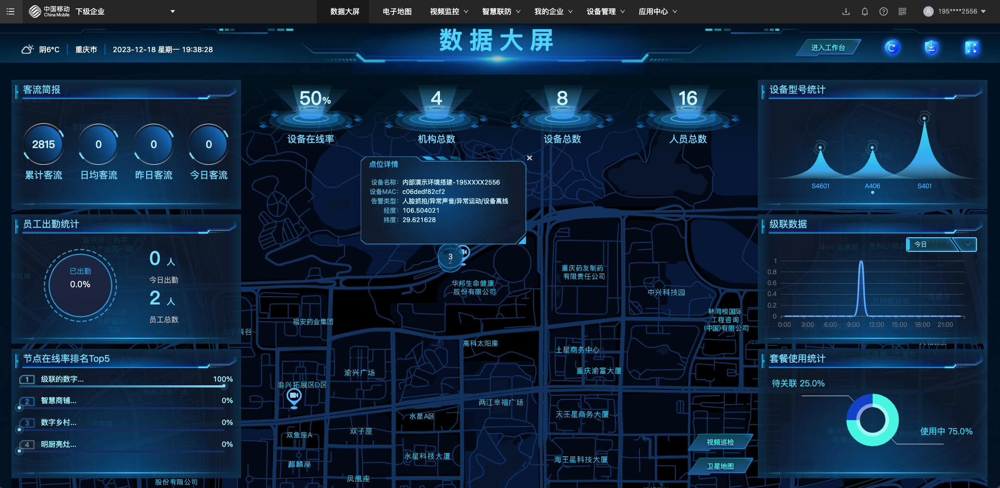 中国移动
China Mobile
下级企业
数据大屏
电子地图
视频监控
智慧联防
我的企业
设备管理
应用中心
195****2556
阴6°C
重庆市
2023-12-18 星期一 19:38:28
数据大屏
进入工作台
客流简报
2815
0
0
0
累计客流
日均客流
昨日客流
今日客流
50%
设备在线率
4
机构总数
8
设备总数
16
人员总数
设备型号统计
S4601
A406
S401
点位详情
设备名称：内部演示环境搭建-195XXXX2556
设备MAC：c06dedf82cf2
告警类型：人脸抓拍/异常声音/异常运动/设备离线
经度：106.504021
纬度：29.621628
员工出勤统计
已出勤
0.0%
0 人
今日出勤
2 人
员工总数
级联数据
今日
1
0.8
0.6
0.4
0.2
0
0:00
3:00
6:00
9:00
12:00
15:00
18:00
21:00
3
华邦生命健康
股份有限公司
重庆药友制药
有限责任公司
中兴科技园
林同棪国际
工程咨询
(中国)有限公司
福安药业集团
力华科谷
高科太阳座
土星商务中心
重庆渝富大厦
渝兴广场
渝兴拓展区D区
两江幸福广场
水星A区
天王星商务大厦
双鱼座A
双子座
水星科技大厦
海王星科技大厦
麒麟座
凤凰座
股份有限公司
节点在线率排名Top5
1 级联的数字... 100%
2 智慧商铺... 0%
3 数字乡村... 0%
4 明厨亮灶... 0%
套餐使用统计
待关联 25.0%
使用中 75.0%
视频巡检
卫星地图